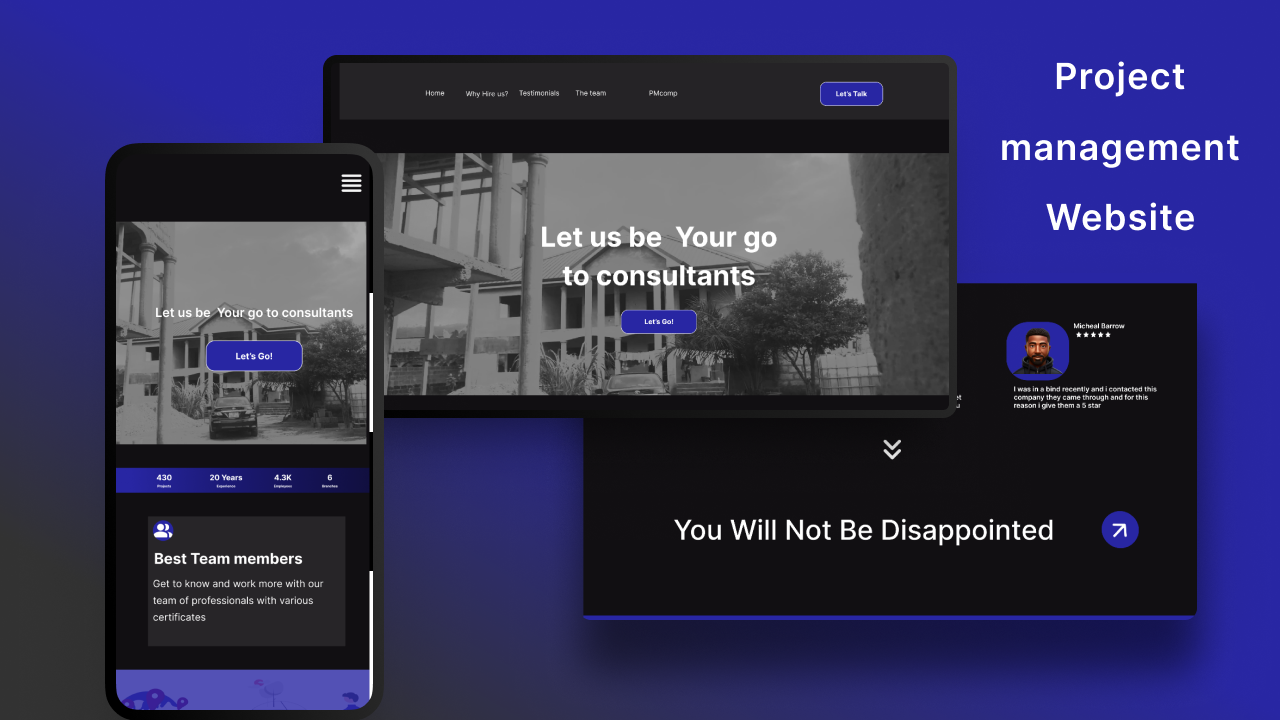 Project
management
Website
Home Why Hire us? Testimonials The team PMcomp Let's Talk
Let us be Your go
to consultants
Let's Go!
Let us be Your go to consultants
Let's Go!
430 20 Years 4.3K 6
Projects Experience Employees Branches
Best Team members
Get to know and work more with our
team of professionals with various
certificates
Micheal Barrow
I was in a bind recently and i contacted this
company they came through and for this
reason i give them a 5 star
You Will Not Be Disappointed